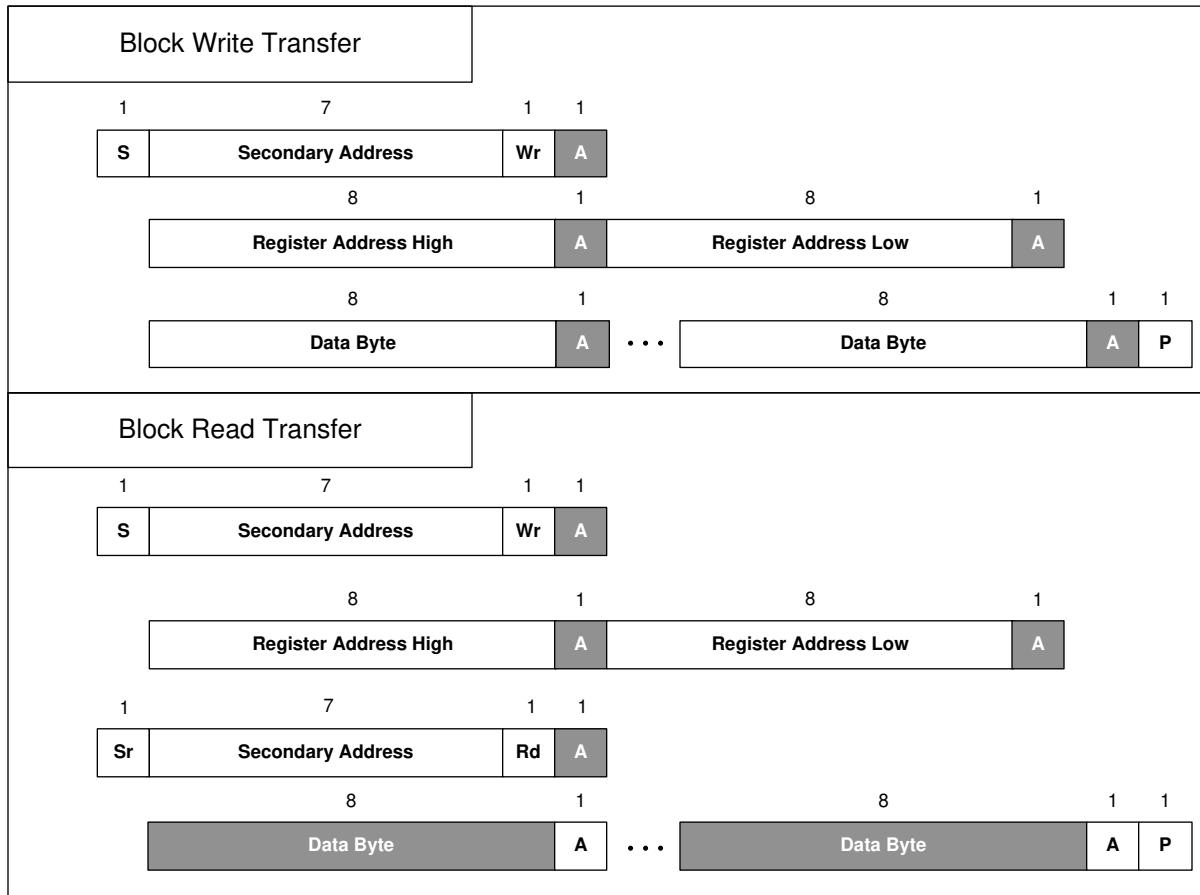 Block Write Transfer
1 7 1 1
S Secondary Address Wr A
8 1 8 1
Register Address High A Register Address Low A
8 1 8 1 1
Data Byte A • • • Data Byte A P
Block Read Transfer
1 7 1 1
S Secondary Address Wr A
8 1 8 1
Register Address High A Register Address Low A
1 7 1 1
Sr Secondary Address Rd A
8 1 8 1 1
Data Byte A • • • Data Byte A P